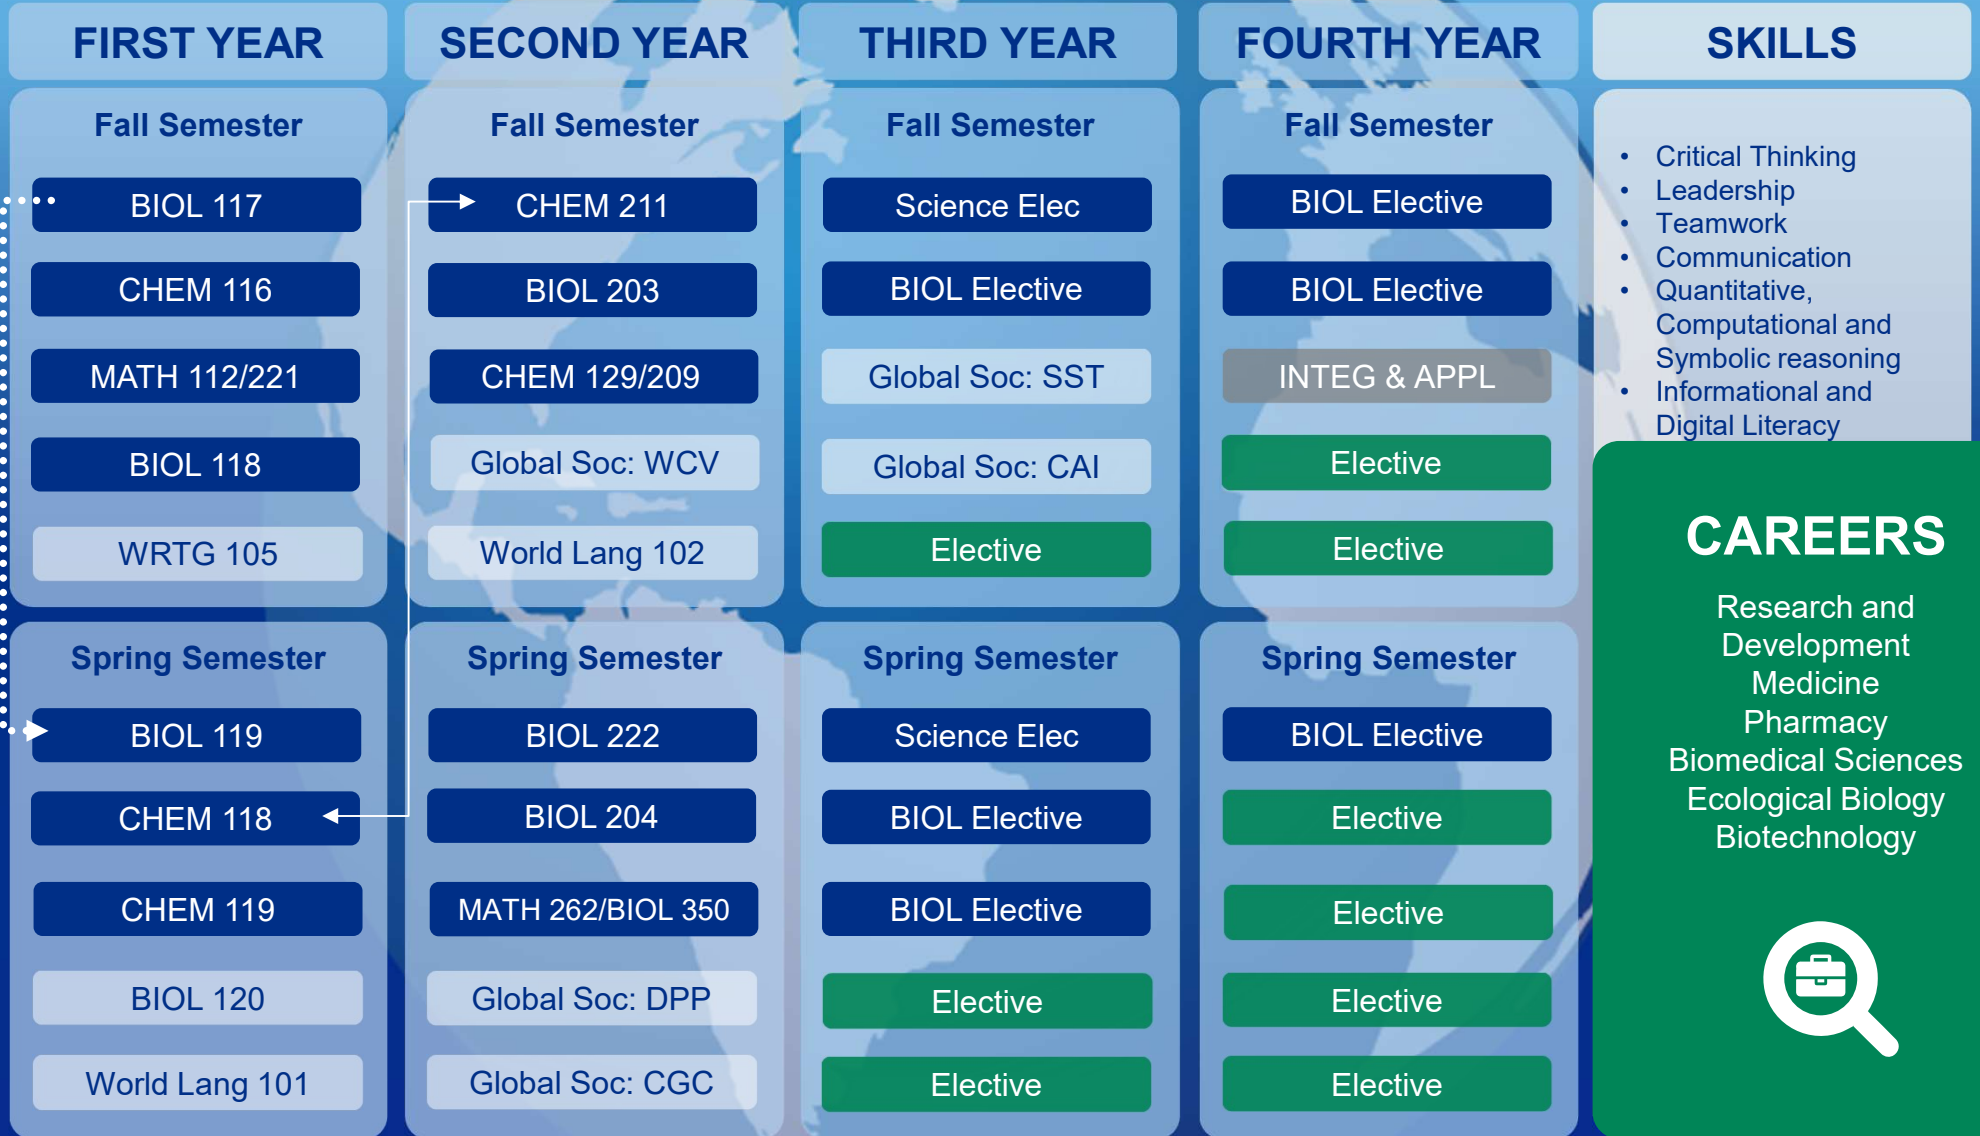 FIRST YEAR
Fall Semester
BIOL 117
CHEM 116
MATH 112/221
BIOL 118
WRTG 105
Spring Semester
BIOL 119
CHEM 118
CHEM 119
BIOL 120
World Lang 101
SECOND YEAR
Fall Semester
CHEM 211
BIOL 203
CHEM 129/209
Global Soc: WCV
World Lang 102
Spring Semester
BIOL 222
BIOL 204
MATH 262/BIOL 350
Global Soc: DPP
Global Soc: CGC
THIRD YEAR
Fall Semester
Science Elec
BIOL Elective
Global Soc: SST
Global Soc: CAI
Elective
Spring Semester
Science Elec
BIOL Elective
BIOL Elective
Elective
Elective
FOURTH YEAR
Fall Semester
BIOL Elective
BIOL Elective
INTEG & APPL
Elective
Elective
Spring Semester
BIOL Elective
Elective
Elective
Elective
Elective
SKILLS
• Critical Thinking
• Leadership
• Teamwork
• Communication
• Quantitative,
Computational and
Symbolic reasoning
• Informational and
Digital Literacy
CAREERS
Research and
Development
Medicine
Pharmacy
Biomedical Sciences
Ecological Biology
Biotechnology